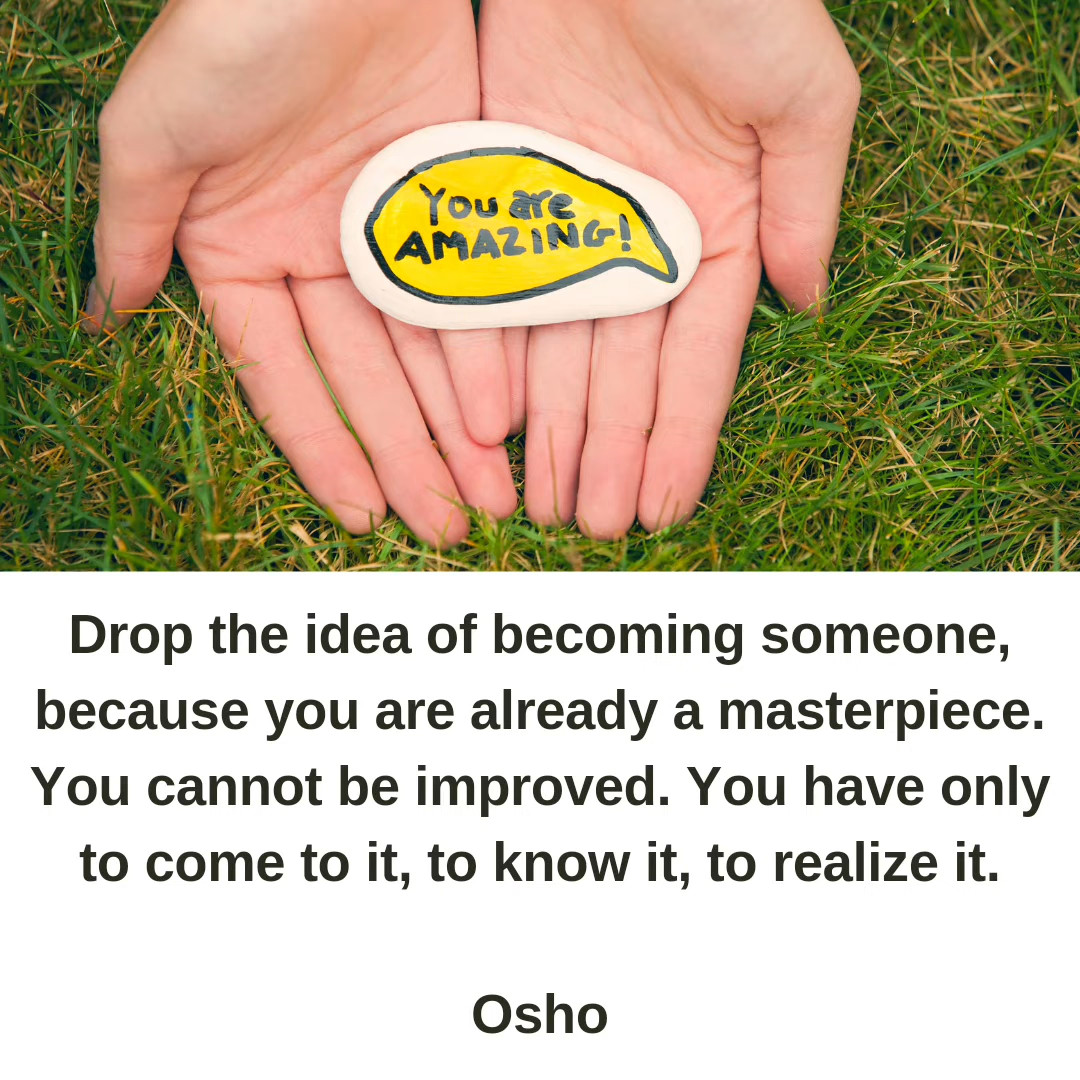 You are
AMAZING!
Drop the idea of becoming someone,
because you are already a masterpiece.
You cannot be improved. You have only
to come to it, to know it, to realize it.
Osho